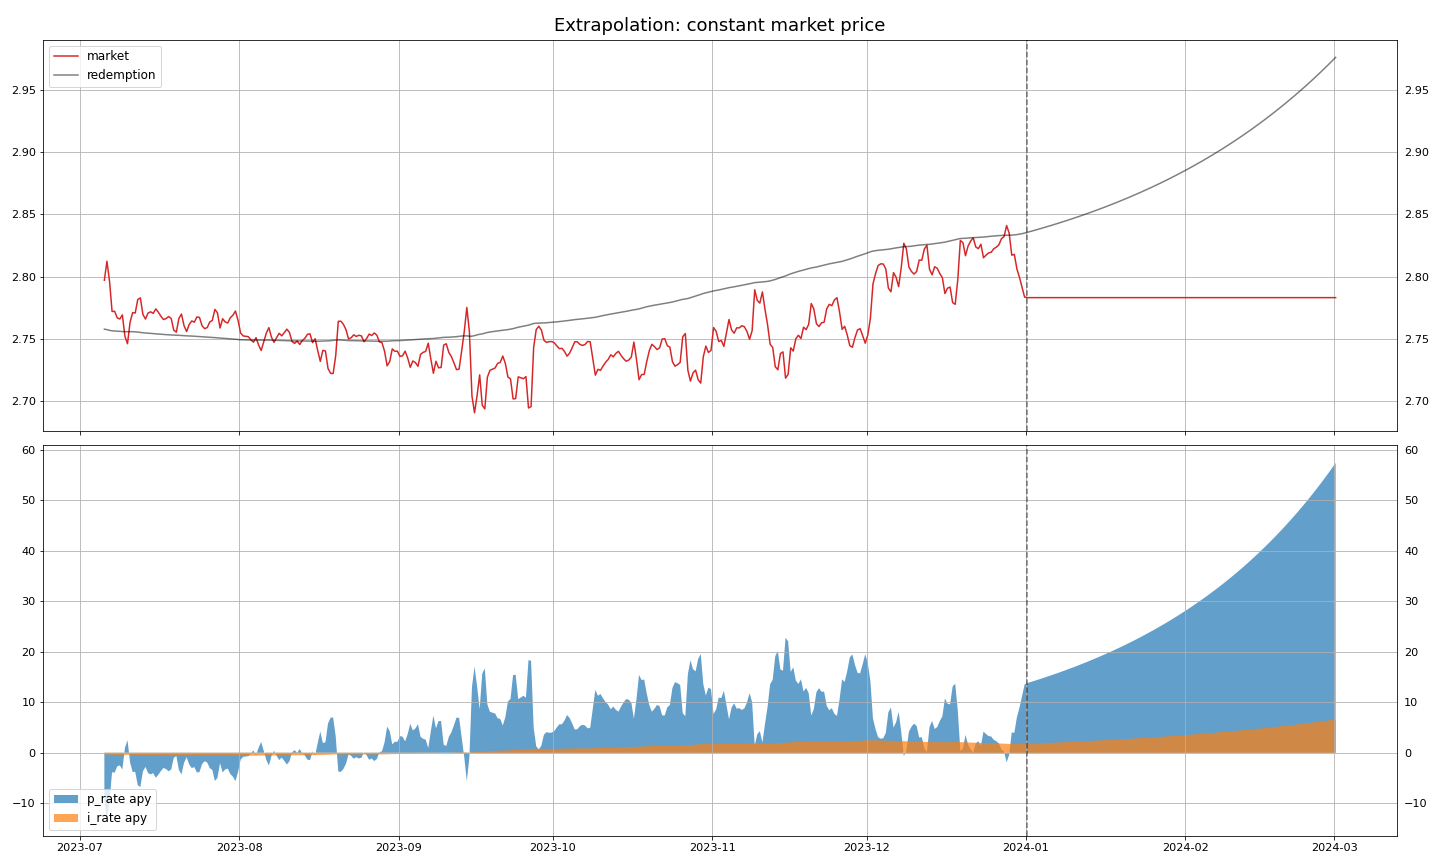 Extrapolation: constant market price
market
redemption
2.95 2.95
2.90 2.90
2.85 2.85
2.80 2.80
2.75 2.75
2.70 2.70
60 60
50 50
40 40
30 30
20 20
10 10
0 0
−10 −10
p_rate apy
i_rate apy
2023-07 2023-08 2023-09 2023-10 2023-11 2023-12 2024-01 2024-02 2024-03